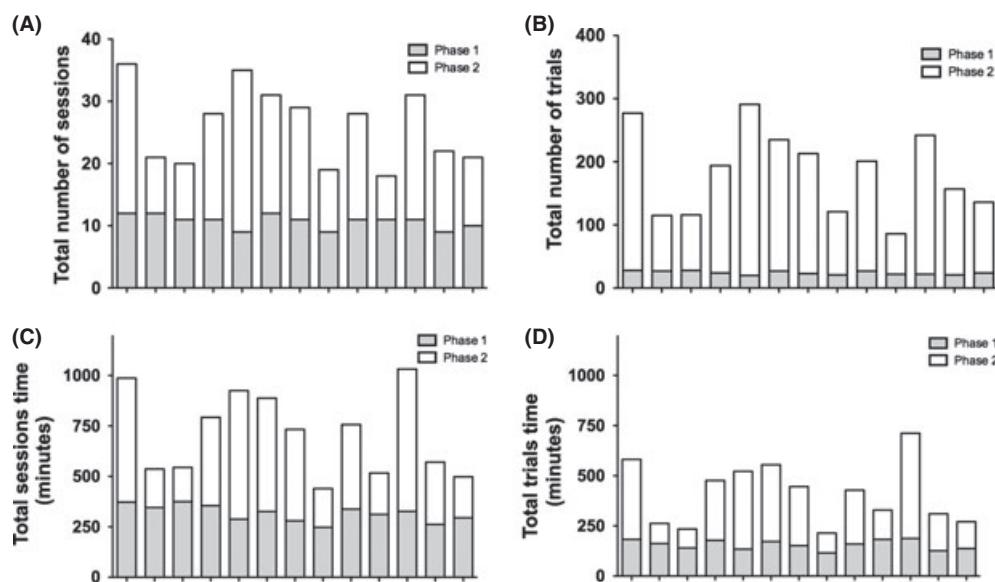 (A)
Total number of sessions
40
30
20
10
0
Phase 1
Phase 2
(B)
Total number of trials
400
300
200
100
0
Phase 1
Phase 2
(C)
Total sessions time
(minutes)
1000
750
500
250
0
Phase 1
Phase 2
(D)
Total trials time
(minutes)
1000
750
500
250
0
Phase 1
Phase 2